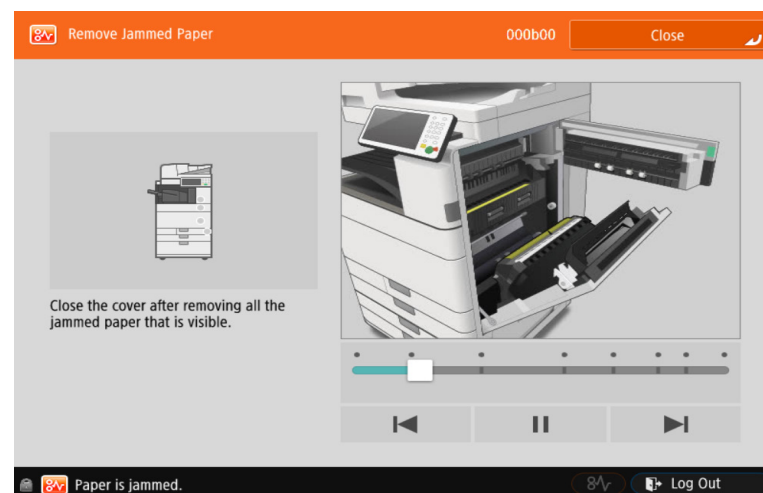 Remove Jammed Paper
000b00
Close
Close the cover after removing all the
jammed paper that is visible.
Paper is jammed.
Log Out